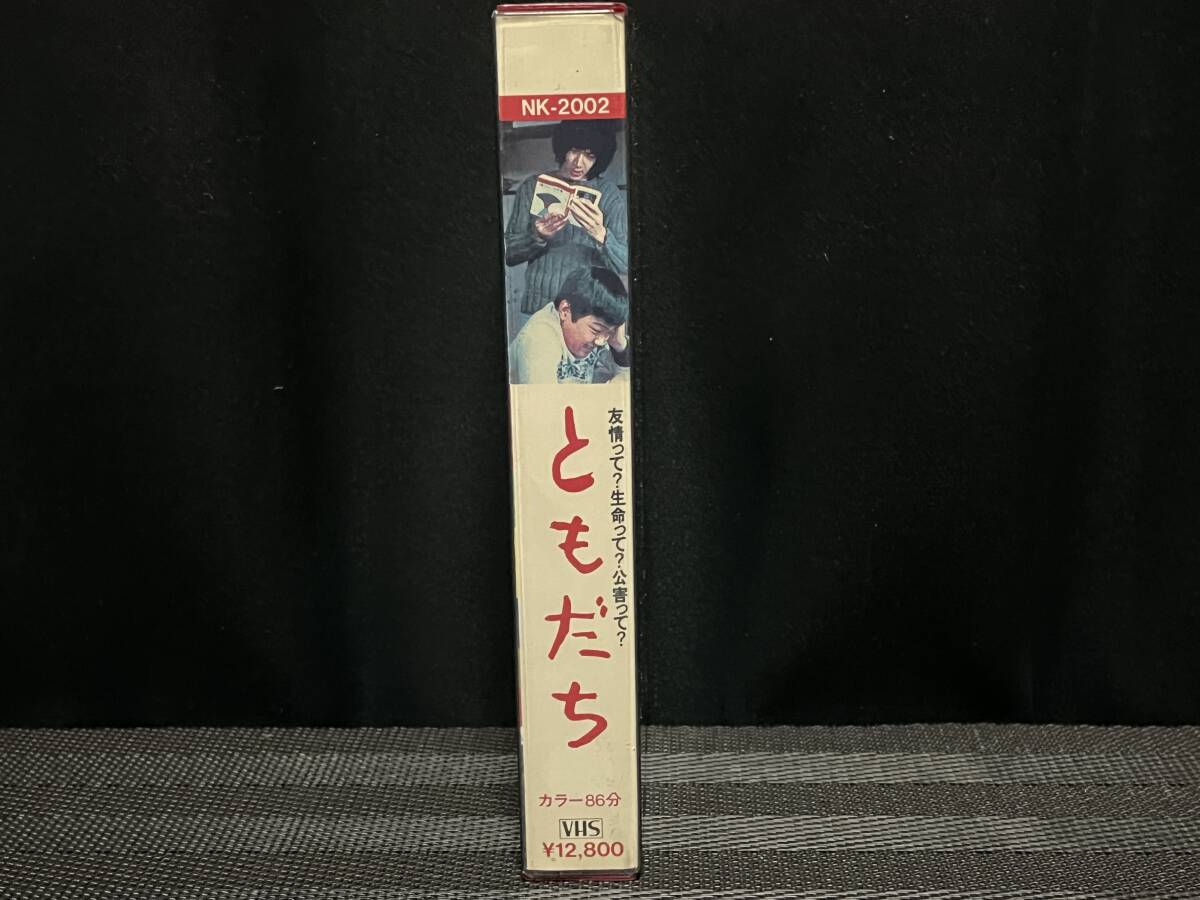 NK-2002
友情って?生命って?公害って?
ともだち
カラー86分
VHS
¥12,800